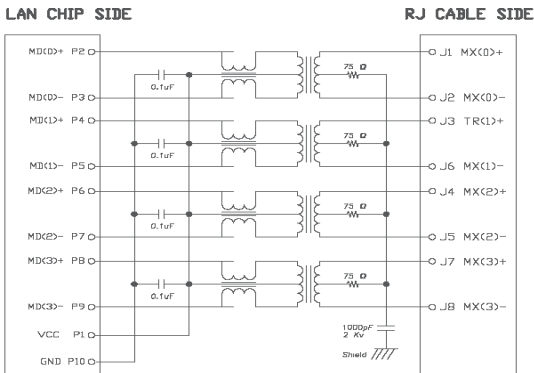 LAN CHIP SIDE
RJ CABLE SIDE
MD(0)+ P2
J1 MX(0)+
75 Ω
0.1uF
MD(0)- P3
J2 MX(0)-
MD(1)+ P4
J3 TR(1)+
75 Ω
0.1uF
MD(1)- P5
J6 MX(1)-
MD(2)+ P6
J4 MX(2)+
75 Ω
0.1uF
MD(2)- P7
J5 MX(2)-
MD(3)+ P8
J7 MX(3)+
75 Ω
0.1uF
MD(3)- P9
J8 MX(3)-
VCC P1
1000pF
2 Kv
Shield
GND P10